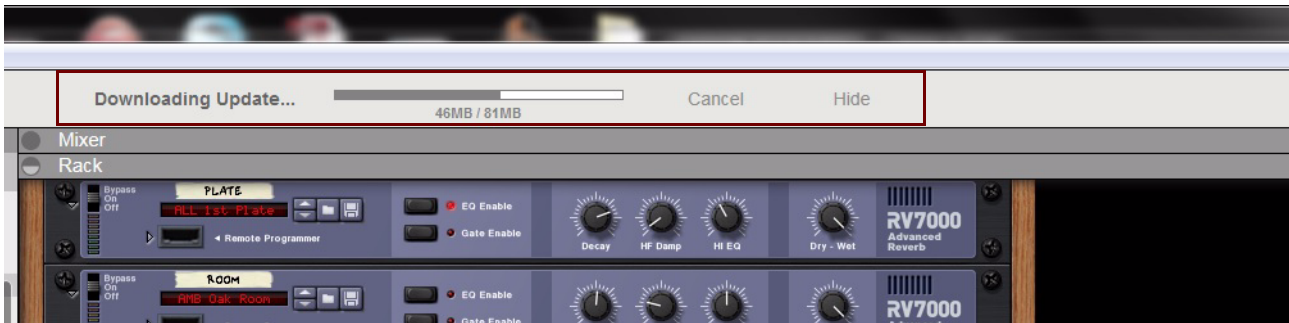 Downloading Update... Cancel Hide
46MB / 81MB
Mixer
Rack
Bypass
On
Off
PLATE
ALL 1st Plate
Remote Programmer
EQ Enable
Gate Enable
Decay HF Damp HI EQ Dry - Wet
RV7000
Advanced
Reverb
Bypass
On
Off
ROOM
AMB Oak Room
EQ Enable
Gate Enable
RV7000